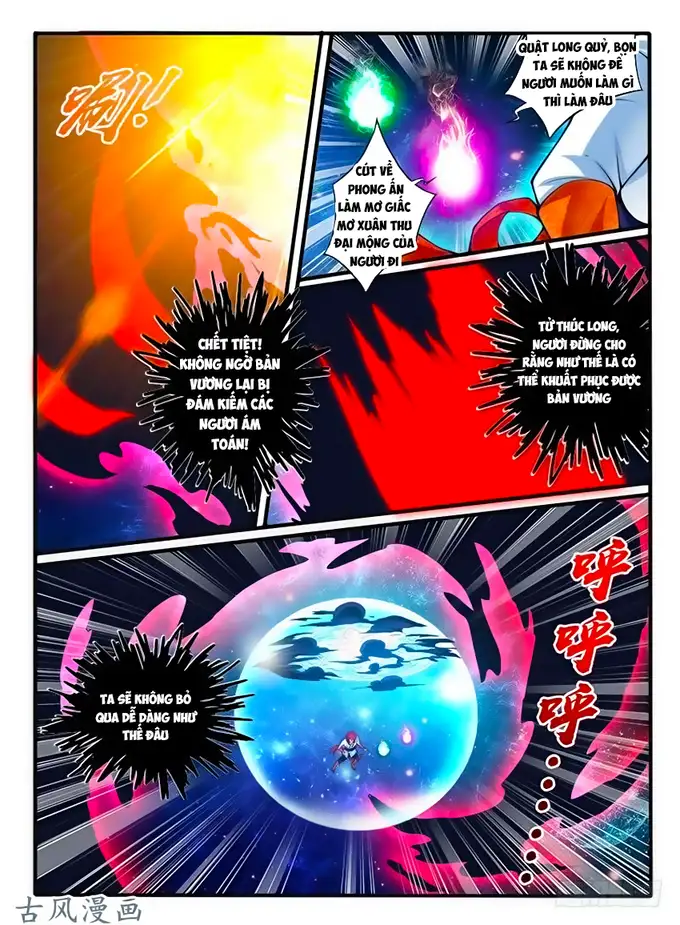 唰!
QUẬT LONG QUỶ, BỌN
TA SẼ KHÔNG ĐỂ
NGƯƠI MUỐN LÀM GÌ
THÌ LÀM ĐÂU
CÚT VỀ
PHONG ẤN
LÀM MƠ GIẤC
MƠ XUÂN THU
ĐẠI MỘNG CỦA
NGƯƠI ĐI
CHẾT TIỆT!
KHÔNG NGỜ BẢN
VƯƠNG LẠI BỊ
ĐÁM KIẾM CÁC
NGƯƠI ÁM
TOÁN!
TỬ THÚC LONG,
NGƯƠI ĐỪNG CHO
RẰNG NHƯ THẾ LÀ CÓ
THỂ KHUẤT PHỤC ĐƯỢC
BẢN VƯƠNG
呼
呼
呼
......
TA SẼ KHÔNG BỎ
QUA DỄ DÀNG NHƯ
THẾ ĐÂU
古风漫画